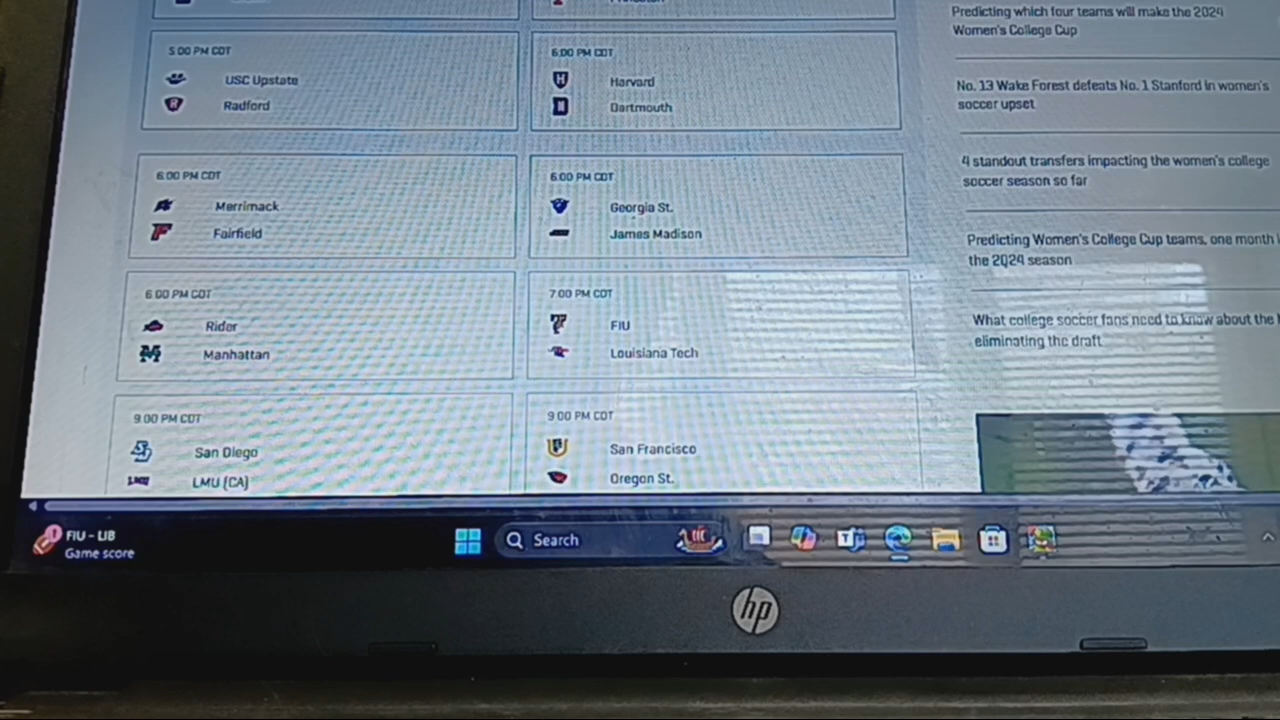 5:00 PM CDT
USC Upstate
Radford
6:00 PM CDT
Harvard
Dartmouth
6:00 PM CDT
Merrimack
Fairfield
6:00 PM CDT
Georgia St.
James Madison
6:00 PM CDT
Rider
Manhattan
7:00 PM CDT
FIU
Louisiana Tech
9:00 PM CDT
San Diego
LMU (CA)
9:00 PM CDT
San Francisco
Oregon St.
Predicting which four teams will make the 2024
Women's College Cup
No. 13 Wake Forest defeats No. 1 Stanford in women's
soccer upset
4 standout transfers impacting the women's college
soccer season so far
Predicting Women's College Cup teams, one month
the 2024 season
What college soccer fans need to know about the
eliminating the draft
FIU - LIB
Game score
Search
hp